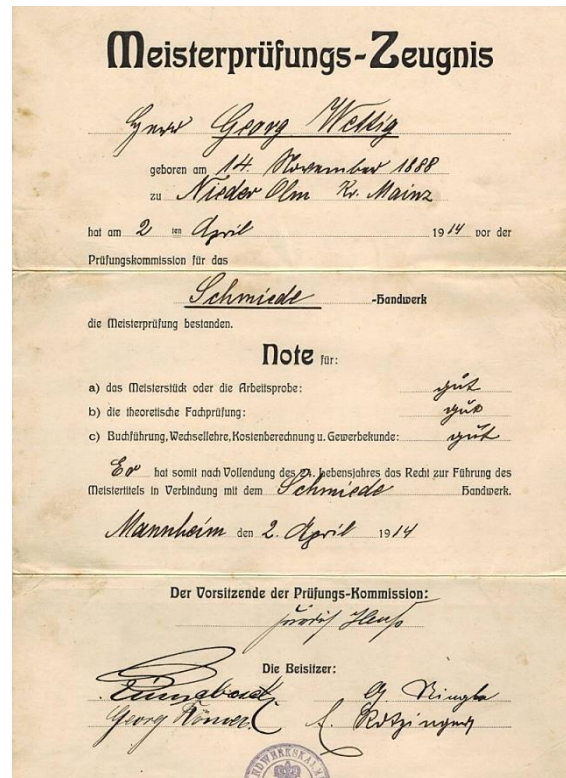 Meisterprüfungs-Zeugnis
Herr Georg Wettig
geboren am 14. November 1888
zu Nieder Olm Kr. Mainz
hat am 2 ten April 1914 vor der
Prüfungskommission für das
Schmiede -Handwerk
die Meisterprüfung bestanden.
Note für:
a) das Meisterstück oder die Arbeitsprobe: gut
b) die theoretische Fachprüfung: gut
c) Buchführung, Wechsellehre, Kostenberechnung u. Gewerbekunde: gut
Er hat somit nach Vollendung des 24. Lebensjahres das Recht zur Führung des
Meistertitels in Verbindung mit dem Schmiede Handwerk.
Mannheim den 2. April 1914
Der Vorsitzende der Prüfungs-Kommission:
Die Beisitzer:
Georg Römer